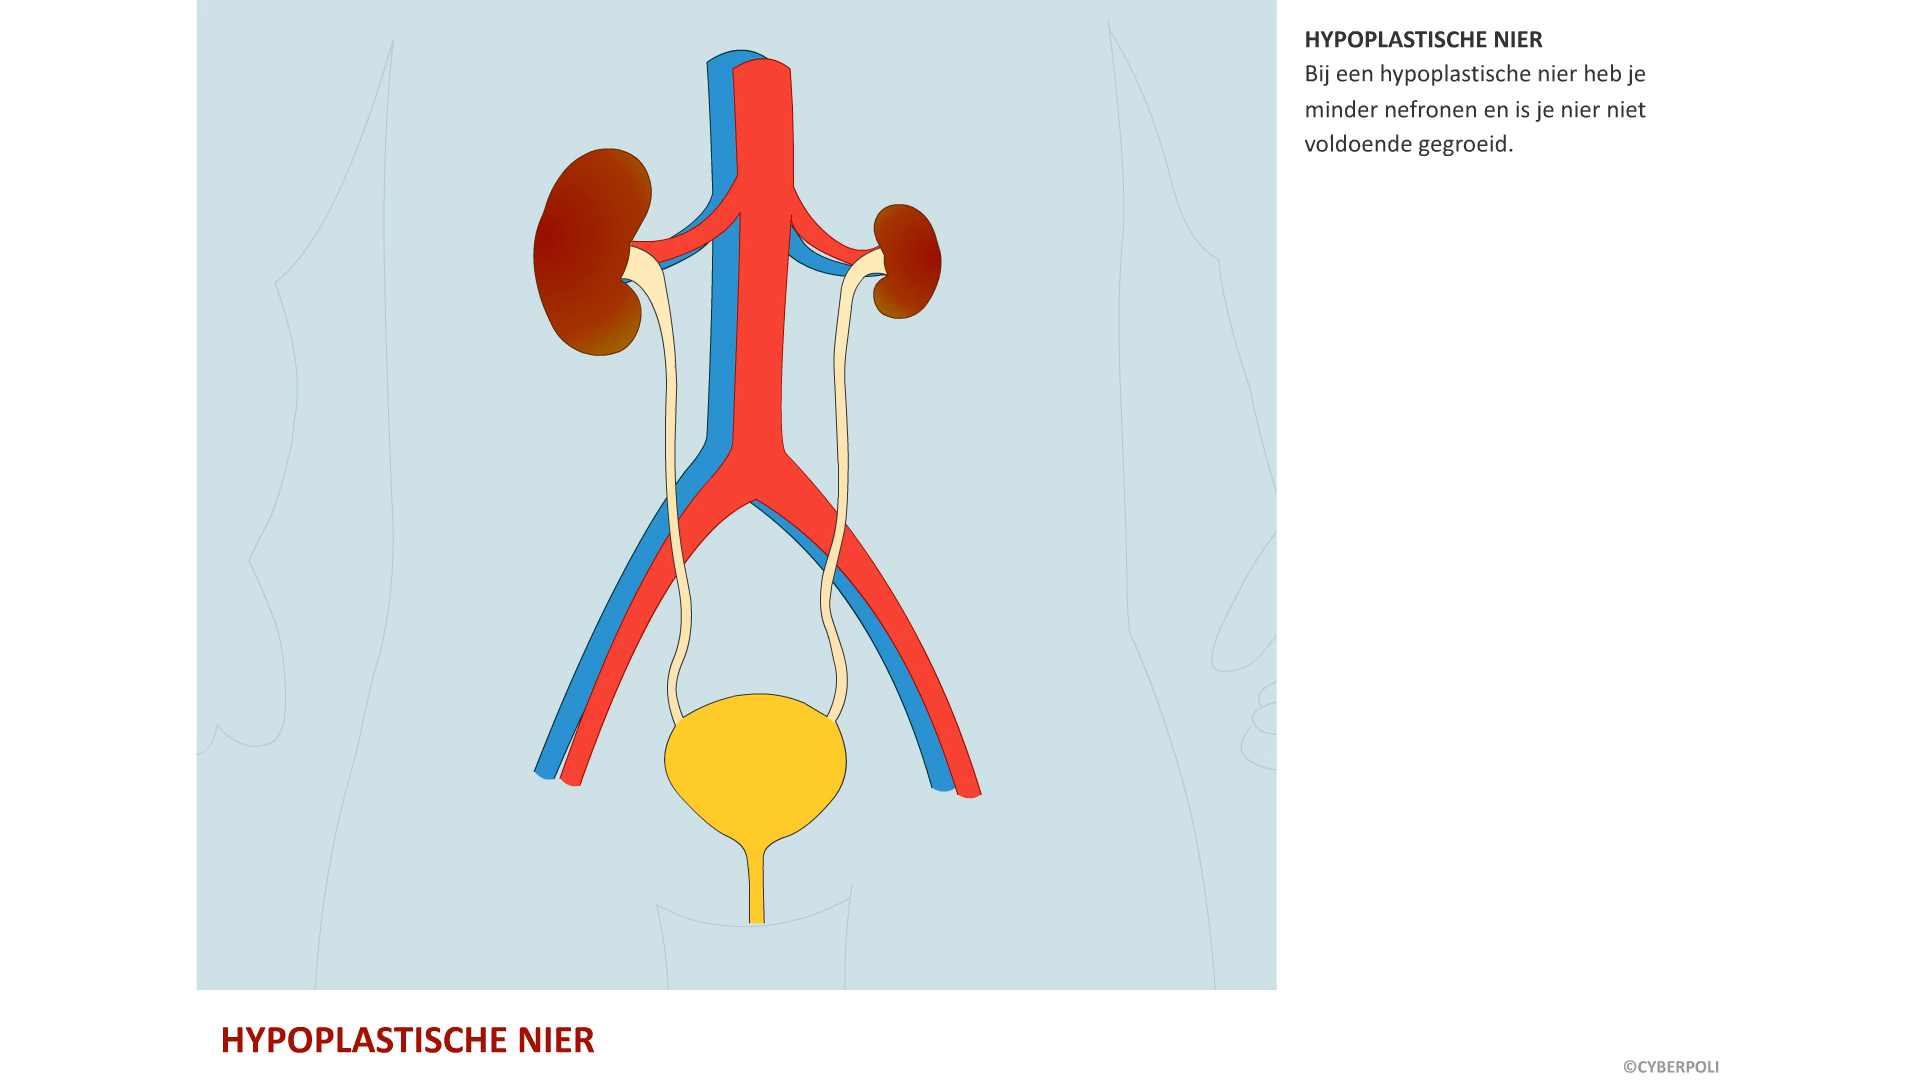 HYPOPLASTISCHE NIER
Bij een hypoplastische nier heb je
minder nefronen en is je nier niet
voldoende gegroeid.
HYPOPLASTISCHE NIER
©CYBERPOLI